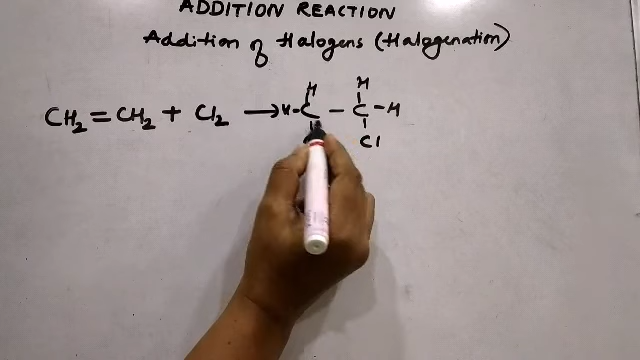 ADDITION REACTION
Addition of Halogens (Halogenation)
H H
CH2 = CH2 + Cl2 → H-C - C-H
Cl